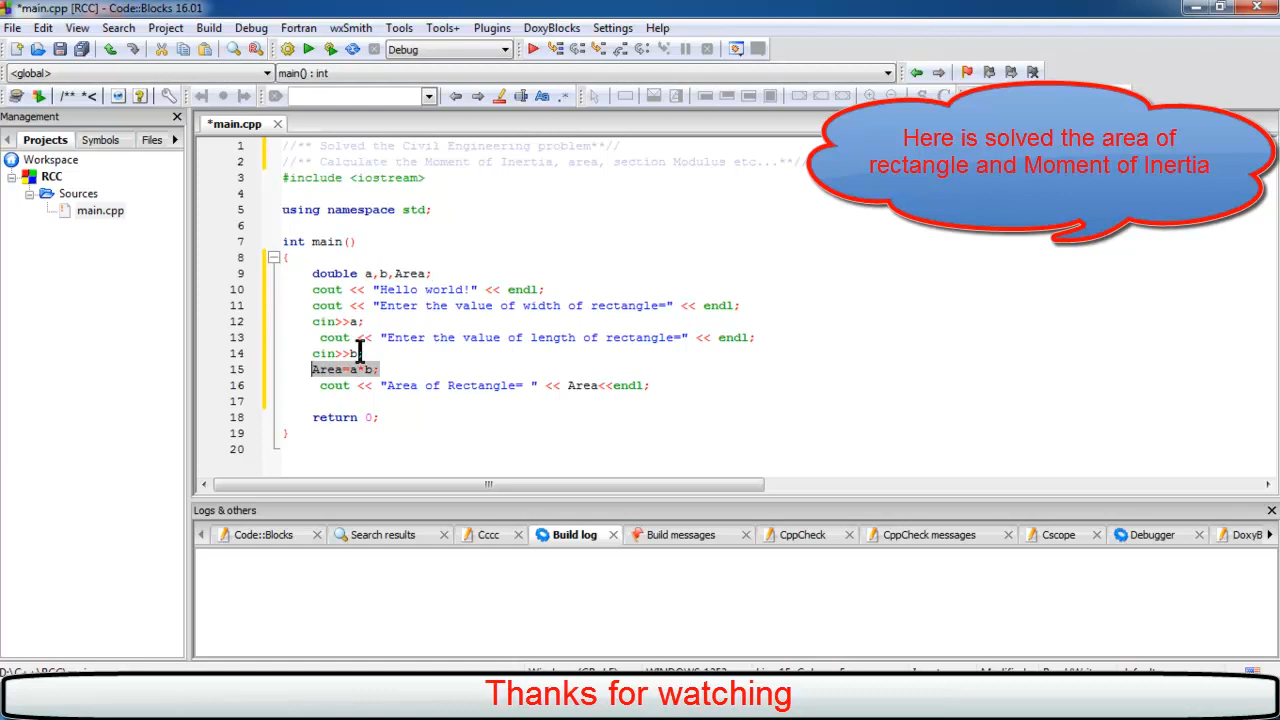 *main.cpp [RCC] - Code::Blocks 16.01
File Edit View Search Project Build Debug Fortran wxSmith Tools Tools+ Plugins DoxyBlocks Settings Help
Debug
<global> main() : int
/** *<
Management
Projects Symbols Files
Workspace
RCC
Sources
main.cpp
*main.cpp
1 //** Solved the Civil Engineering problem**//
2 //** Calculate the Moment of Inertia, area, section Modulus etc...**//
3 #include <iostream>
4
5 using namespace std;
6
7 int main()
8 {
9 double a,b,Area;
10 cout << "Hello world!" << endl;
11 cout << "Enter the value of width of rectangle=" << endl;
12 cin>>a;
13 cout << "Enter the value of length of rectangle=" << endl;
14 cin>>b;
15 Area=a*b;
16 cout << "Area of Rectangle= " << Area<<endl;
17
18 return 0;
19 }
20
Here is solved the area of
rectangle and Moment of Inertia
Logs & others
Code::Blocks Search results Cccc Build log Build messages CppCheck CppCheck messages Cscope Debugger DoxyB
Thanks for watching